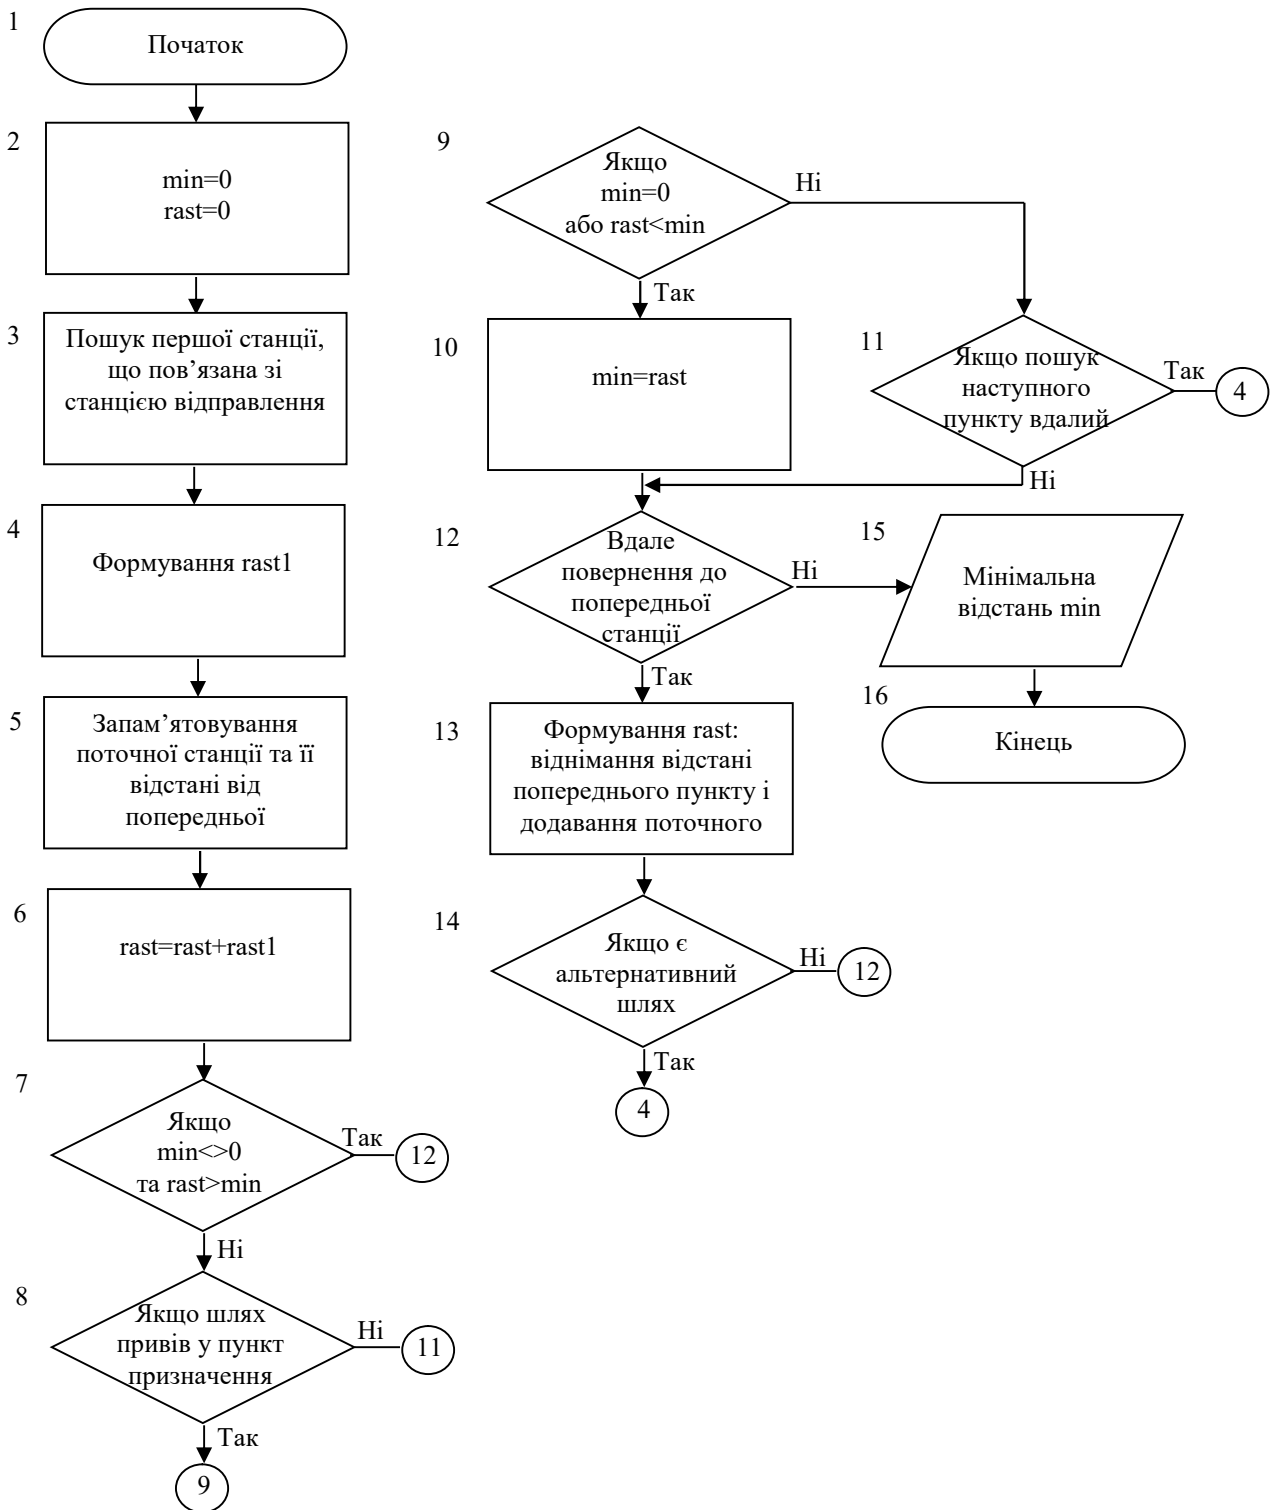 1
Початок
2
min=0
rast=0
3
Пошук першої станції,
що пов’язана зі
станцією відправлення
4
Формування rast1
5
Запам’ятовування
поточної станції та її
відстані від
попередньої
6
rast=rast+rast1
7
Якщо
min<>0
та rast>min
Так
12
Ні
8
Якщо шлях
привів у пункт
призначення
Ні
11
Так
9
9
Якщо
min=0
або rast<min
Ні
Так
10
min=rast
11
Якщо пошук
наступного
пункту вдалий
Так
4
Ні
12
Вдале
повернення до
попередньої
станції
Ні
Так
13
Формування rast:
віднімання відстані
попереднього пункту і
додавання поточного
14
Якщо є
альтернативний
шлях
Ні
12
Так
4
15
Мінімальна
відстань min
16
Кінець